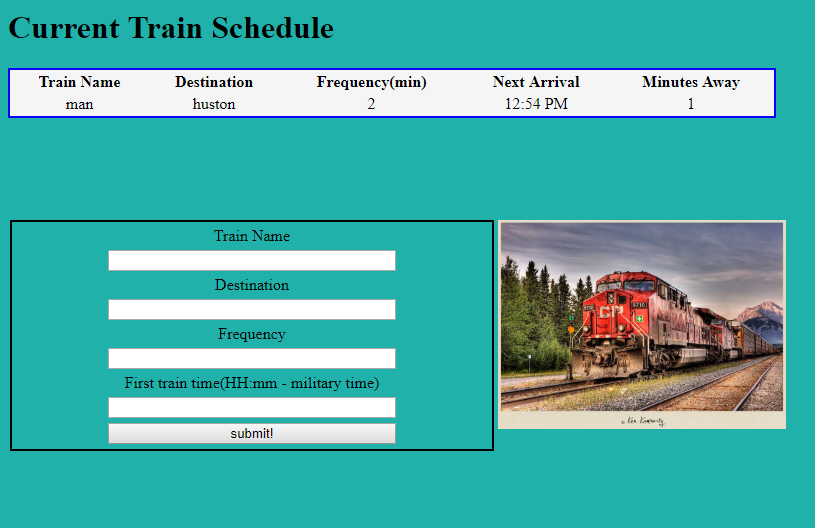 Current Train Schedule
Train Name Destination Frequency(min) Next Arrival Minutes Away
man huston 2 12:54 PM 1
Train Name
Destination
Frequency
First train time(HH:mm - military time)
submit!
CP
9710